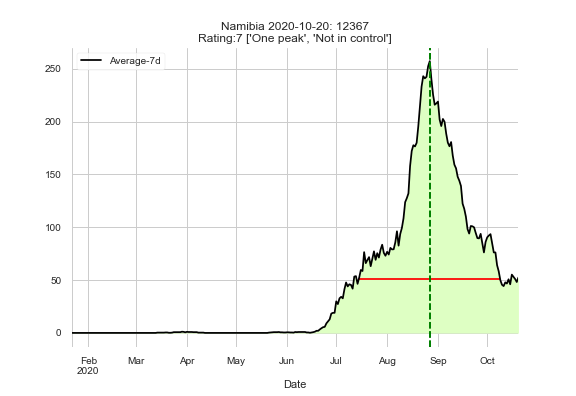 Namibia 2020-10-20: 12367
Rating:7 ['One peak', 'Not in control']
Average-7d
250
200
150
100
50
0
Feb Mar Apr May Jun Jul Aug Sep Oct
2020
Date